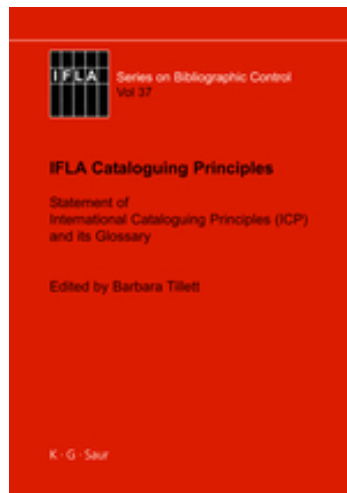 IFLA
Series on Bibliographic Control
Vol 37
IFLA Cataloguing Principles
Statement of
International Cataloguing Principles (ICP)
and its Glossary
Edited by Barbara Tillett
K · G · Saur